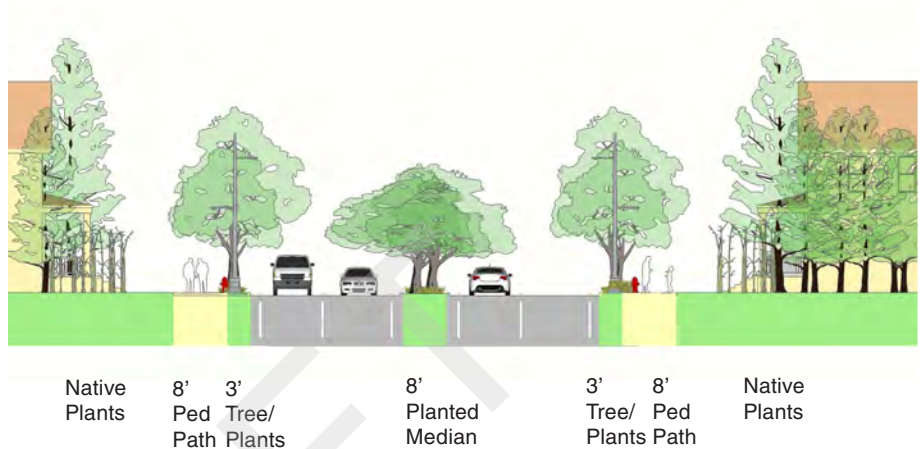 Native
Plants
8’
Ped
Path
3’
Tree/
Plants
8’
Planted
Median
3’
Tree/
Plants
8’
Ped
Path
Native
Plants